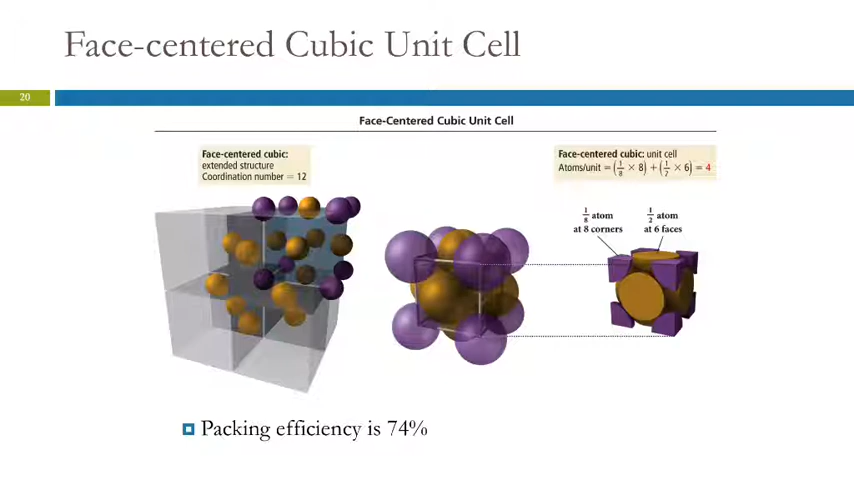 Face-centered Cubic Unit Cell
20
Face-Centered Cubic Unit Cell
Face-centered cubic:
extended structure
Coordination number = 12
Face-centered cubic: unit cell
Atoms/unit = (1/8 × 8) + (1/2 × 6) = 4
1/8 atom
at 8 corners
1/2 atom
at 6 faces
Packing efficiency is 74%